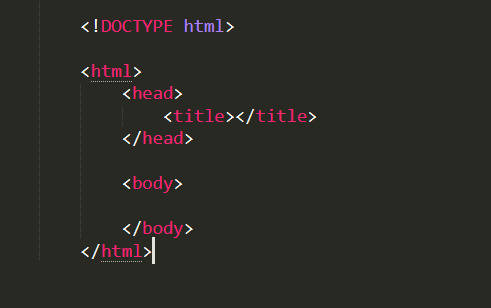 <!DOCTYPE html>
<html>
<head>
<title></title>
</head>
<body>
</body>
</html>